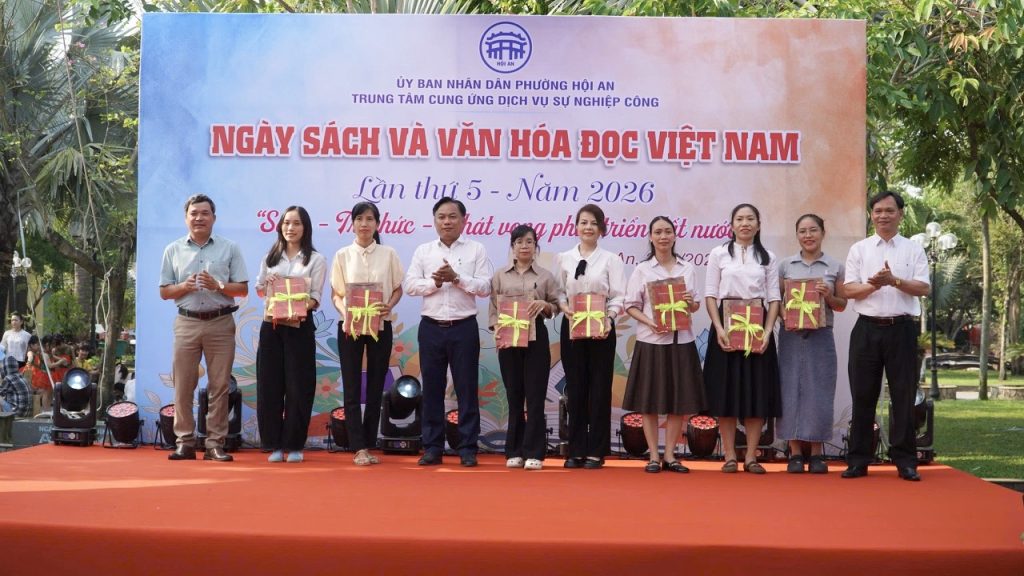 HỘI AN
ỦY BAN NHÂN DÂN PHƯỜNG HỘI AN
TRUNG TÂM CUNG ỨNG DỊCH VỤ SỰ NGHIỆP CÔNG
NGÀY SÁCH VÀ VĂN HÓA ĐỌC VIỆT NAM
Lần thứ 5 - Năm 2026